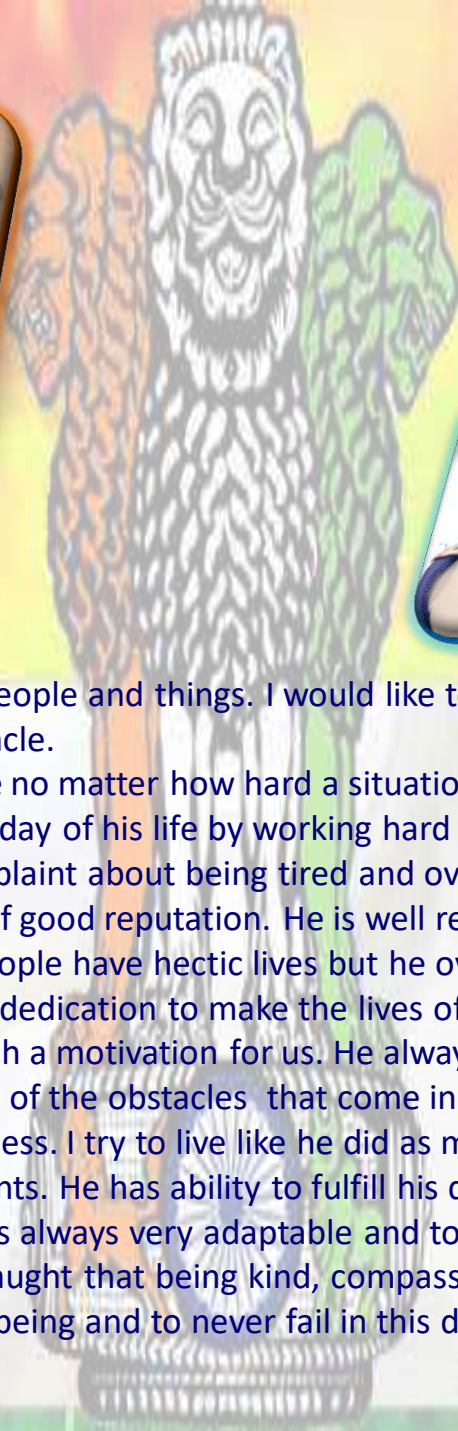 eople and things. I would like t
ncle.
e no matter how hard a situatio
day of his life by working hard
plaint about being tired and ov
f good reputation. He is well re
ople have hectic lives but he ov
dedication to make the lives of
h a motivation for us. He alway
of the obstacles that come in
ess. I try to live like he did as m
nts. He has ability to fulfill his d
s always very adaptable and to
aught that being kind, compass
being and to never fail in this d